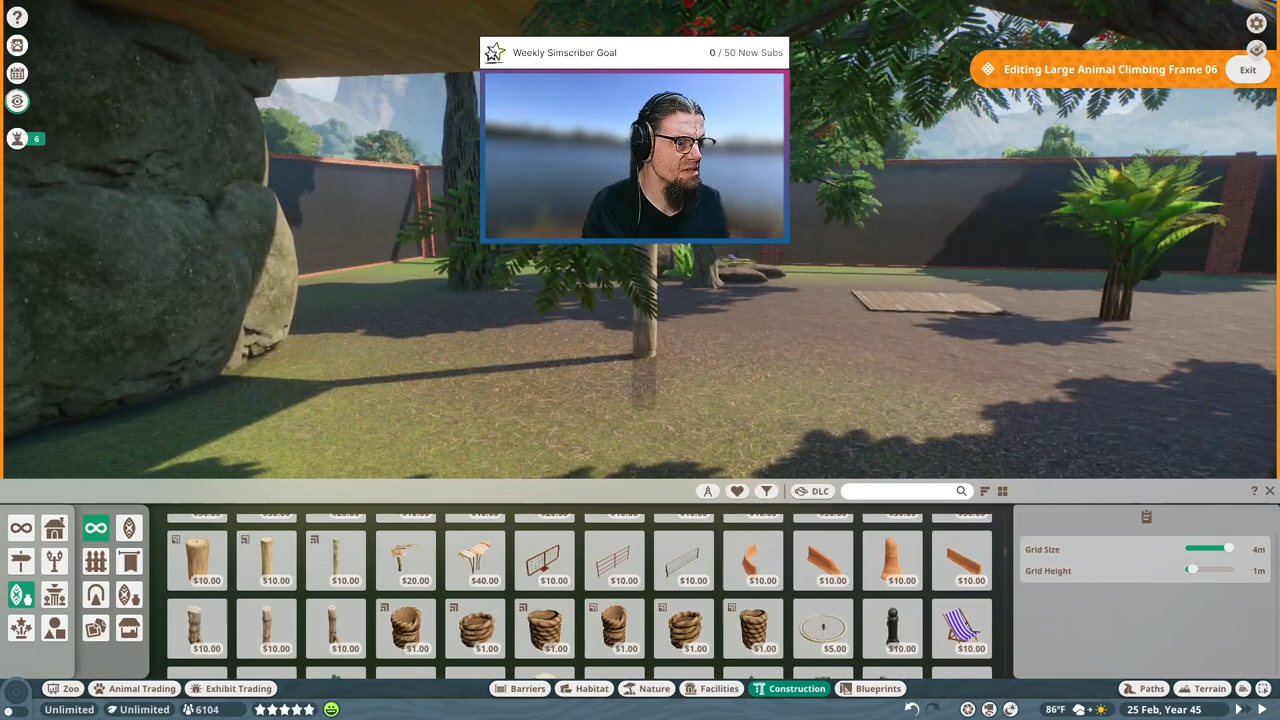 Weekly Simscriber Goal 0 / 50 New Subs
Editing Large Animal Climbing Frame 06 Exit
6
DLC
$10.00 $10.00 $10.00 $20.00 $40.00 $10.00 $10.00 $10.00 $10.00 $10.00 $10.00 $10.00
$10.00 $10.00 $10.00 $1.00 $1.00 $1.00 $1.00 $1.00 $1.00 $5.00 $10.00 $10.00
Grid Size 4m
Grid Height 1m
Zoo Animal Trading Exhibit Trading Barriers Habitat Nature Facilities Construction Blueprints Paths Terrain
Unlimited Unlimited 6104 86°F 25 Feb, Year 45